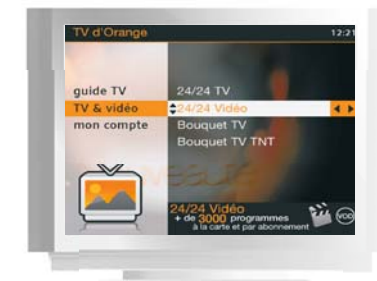 TV d'Orange 12:21
guide TV
TV & vidéo
mon compte
24/24 TV
24/24 Vidéo
Bouquet TV
Bouquet TV TNT
24/24 Vidéo
+ de 3000 programmes
à la carte et par abonnement
VOD